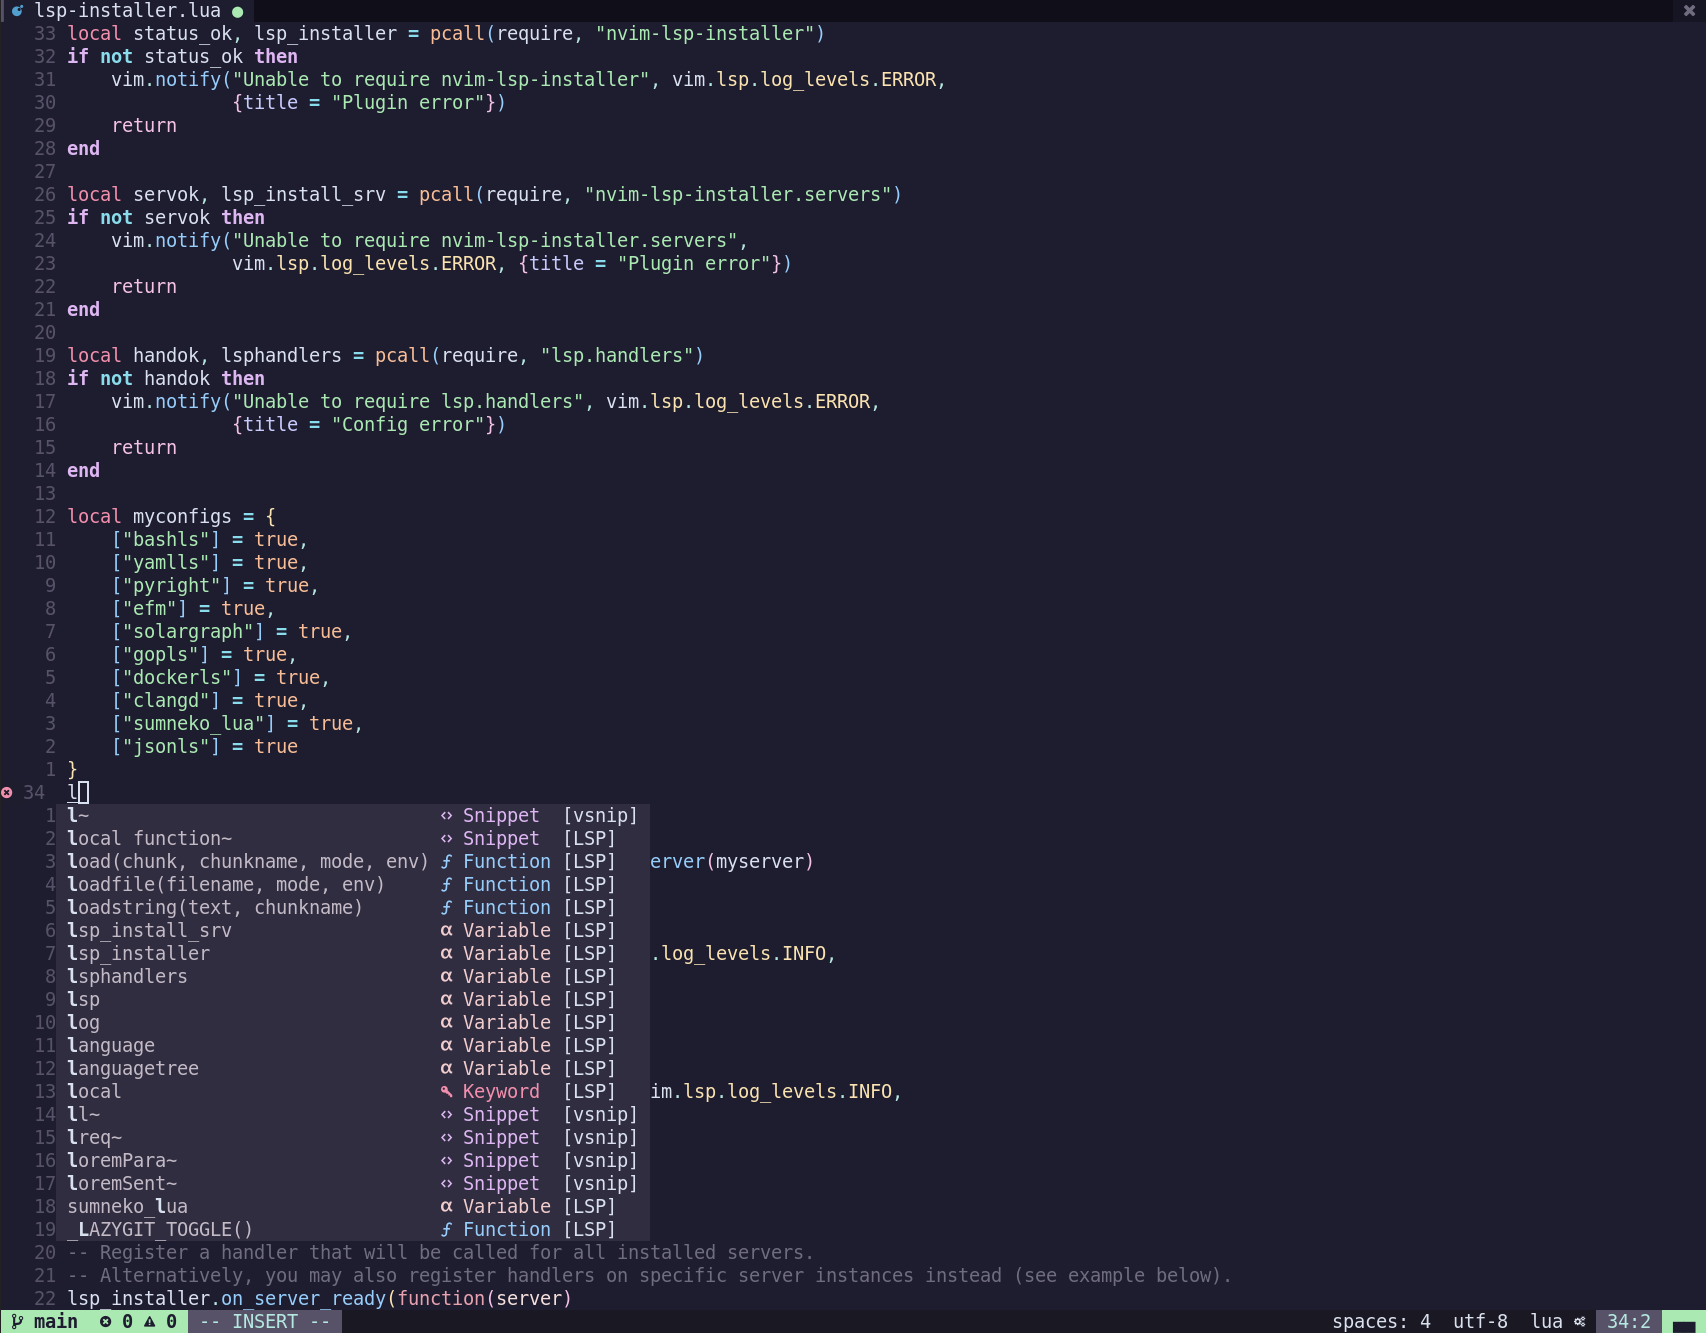 lsp-installer.lua ● ✖
33 local status_ok, lsp_installer = pcall(require, "nvim-lsp-installer")
32 if not status_ok then
31     vim.notify("Unable to require nvim-lsp-installer", vim.lsp.log_levels.ERROR,
30                {title = "Plugin error"})
29     return
28 end
27
26 local servok, lsp_install_srv = pcall(require, "nvim-lsp-installer.servers")
25 if not servok then
24     vim.notify("Unable to require nvim-lsp-installer.servers",
23                vim.lsp.log_levels.ERROR, {title = "Plugin error"})
22     return
21 end
20
19 local handok, lsphandlers = pcall(require, "lsp.handlers")
18 if not handok then
17     vim.notify("Unable to require lsp.handlers", vim.lsp.log_levels.ERROR,
16                {title = "Config error"})
15     return
14 end
13
12 local myconfigs = {
11     ["bashls"] = true,
10     ["yamlls"] = true,
9     ["pyright"] = true,
8     ["efm"] = true,
7     ["solargraph"] = true,
6     ["gopls"] = true,
5     ["dockerls"] = true,
4     ["clangd"] = true,
3     ["sumneko_lua"] = true,
2     ["jsonls"] = true
1 }
34 l
1 l~ Snippet [vsnip]
2 local function~ Snippet [LSP]
3 load(chunk, chunkname, mode, env) Function [LSP] erver(myserver)
4 loadfile(filename, mode, env) Function [LSP]
5 loadstring(text, chunkname) Function [LSP]
6 lsp_install_srv α Variable [LSP]
7 lsp_installer α Variable [LSP] .log_levels.INFO,
8 lsphandlers α Variable [LSP]
9 lsp α Variable [LSP]
10 log α Variable [LSP]
11 language α Variable [LSP]
12 languagetree α Variable [LSP]
13 local Keyword [LSP] im.lsp.log_levels.INFO,
14 ll~ Snippet [vsnip]
15 lreq~ Snippet [vsnip]
16 loremPara~ Snippet [vsnip]
17 loremSent~ Snippet [vsnip]
18 sumneko_lua α Variable [LSP]
19 _LAZYGIT_TOGGLE() Function [LSP]
20 -- Register a handler that will be called for all installed servers.
21 -- Alternatively, you may also register handlers on specific server instances instead (see example below).
22 lsp_installer.on_server_ready(function(server)
main 0 0 -- INSERT -- spaces: 4 utf-8 lua 34:2